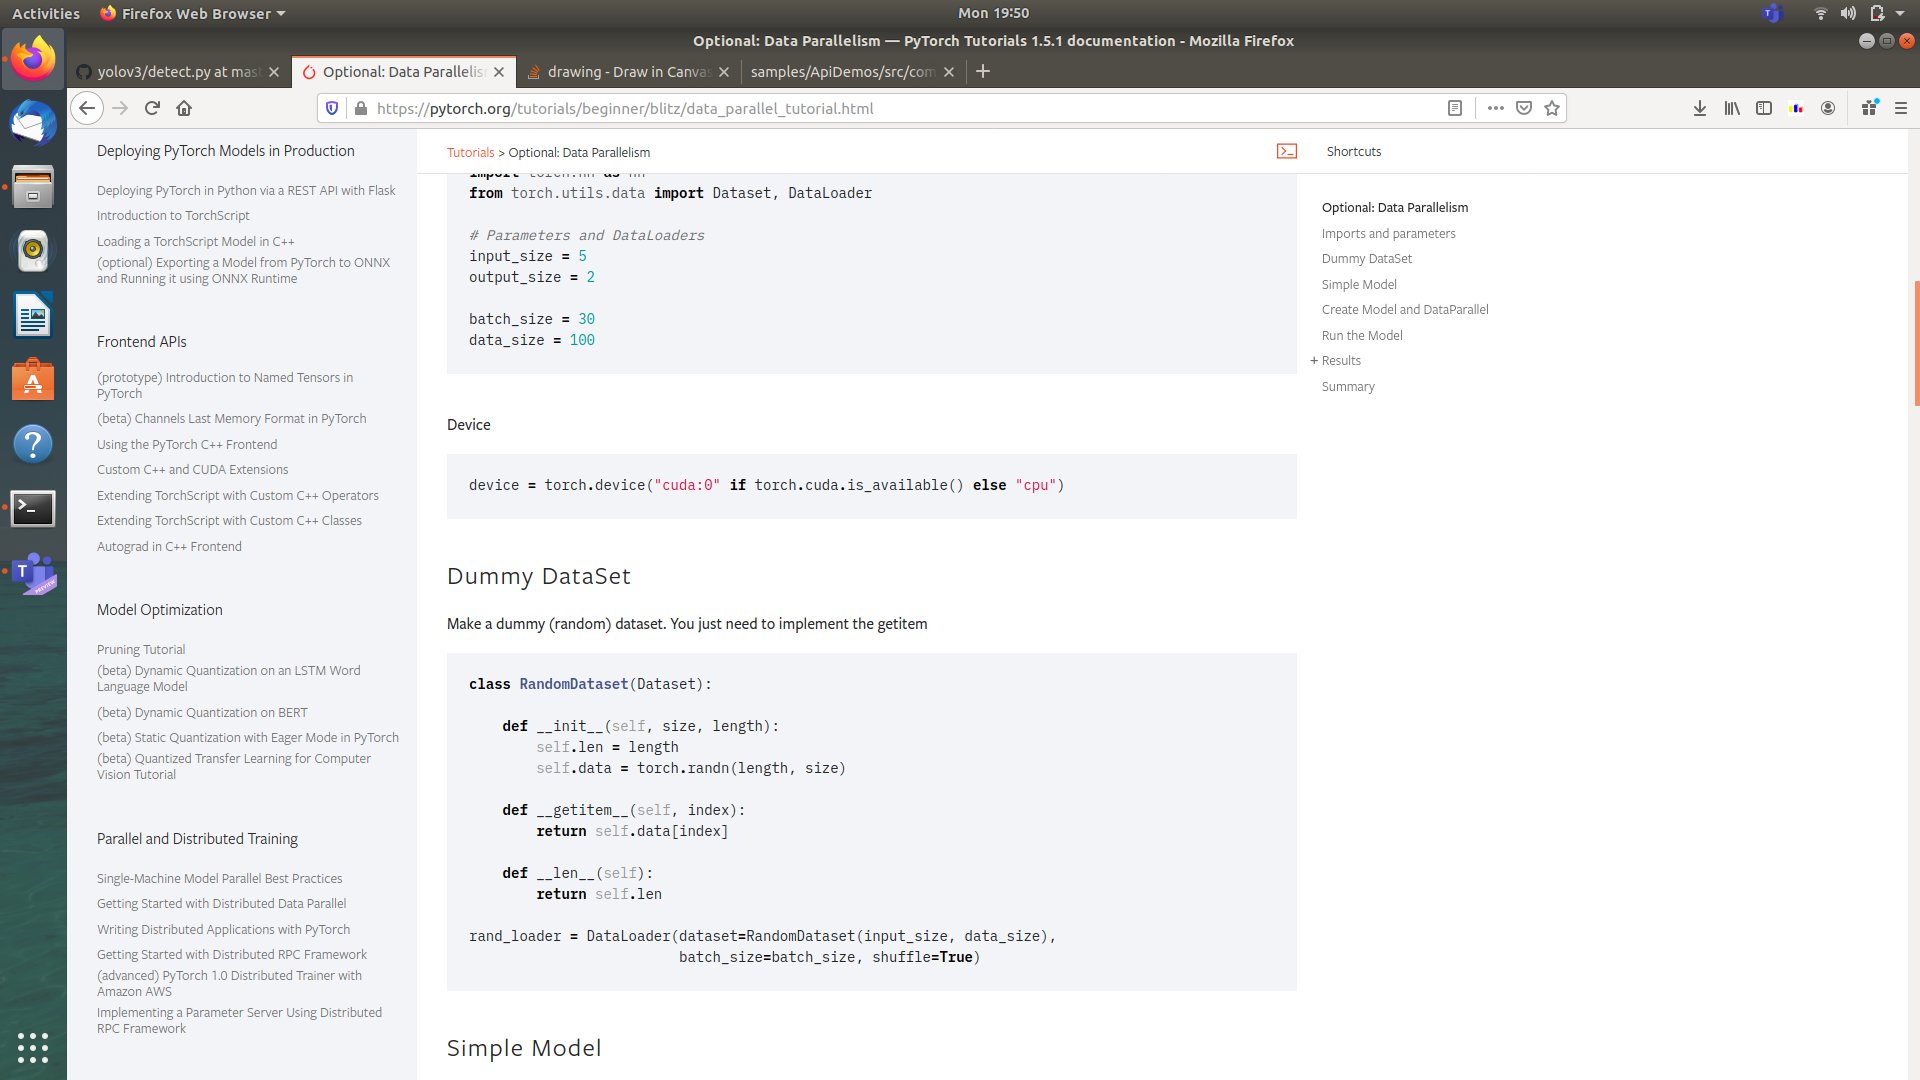 Activities
Firefox Web Browser
Mon 19:50
Optional: Data Parallelism — PyTorch Tutorials 1.5.1 documentation - Mozilla Firefox
yolov3/detect.py at mast
Optional: Data Parallelis
drawing - Draw in Canvas
samples/ApiDemos/src/com
https://pytorch.org/tutorials/beginner/blitz/data_parallel_tutorial.html
Deploying PyTorch Models in Production
Deploying PyTorch in Python via a REST API with Flask
Introduction to TorchScript
Loading a TorchScript Model in C++
(optional) Exporting a Model from PyTorch to ONNX
and Running it using ONNX Runtime
Frontend APIs
(prototype) Introduction to Named Tensors in
PyTorch
(beta) Channels Last Memory Format in PyTorch
Using the PyTorch C++ Frontend
Custom C++ and CUDA Extensions
Extending TorchScript with Custom C++ Operators
Extending TorchScript with Custom C++ Classes
Autograd in C++ Frontend
Model Optimization
Pruning Tutorial
(beta) Dynamic Quantization on an LSTM Word
Language Model
(beta) Dynamic Quantization on BERT
(beta) Static Quantization with Eager Mode in PyTorch
(beta) Quantized Transfer Learning for Computer
Vision Tutorial
Parallel and Distributed Training
Single-Machine Model Parallel Best Practices
Getting Started with Distributed Data Parallel
Writing Distributed Applications with PyTorch
Getting Started with Distributed RPC Framework
(advanced) PyTorch 1.0 Distributed Trainer with
Amazon AWS
Implementing a Parameter Server Using Distributed
RPC Framework
Tutorials > Optional: Data Parallelism
import torch.nn as nn
from torch.utils.data import Dataset, DataLoader
# Parameters and DataLoaders
input_size = 5
output_size = 2
batch_size = 30
data_size = 100
Device
device = torch.device("cuda:0" if torch.cuda.is_available() else "cpu")
Dummy DataSet
Make a dummy (random) dataset. You just need to implement the getitem
class RandomDataset(Dataset):
def __init__(self, size, length):
self.len = length
self.data = torch.randn(length, size)
def __getitem__(self, index):
return self.data[index]
def __len__(self):
return self.len
rand_loader = DataLoader(dataset=RandomDataset(input_size, data_size),
batch_size=batch_size, shuffle=True)
Simple Model
Shortcuts
Optional: Data Parallelism
Imports and parameters
Dummy DataSet
Simple Model
Create Model and DataParallel
Run the Model
+ Results
Summary